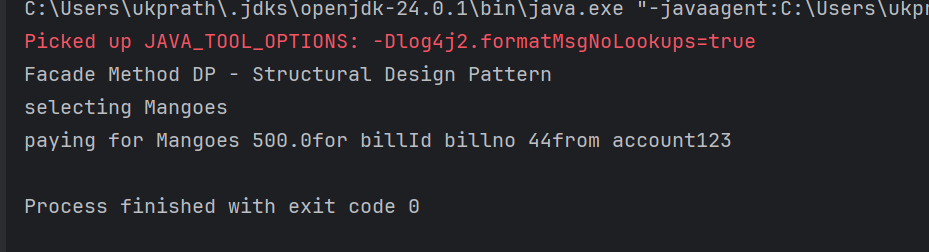 C:\Users\ukprath\.jdks\openjdk-24.0.1\bin\java.exe "-javaagent:C:\Users\ukpr
Picked up JAVA_TOOL_OPTIONS: -Dlog4j2.formatMsgNoLookups=true
Facade Method DP - Structural Design Pattern
selecting Mangoes
paying for Mangoes 500.0for billId billno 44from account123
Process finished with exit code 0